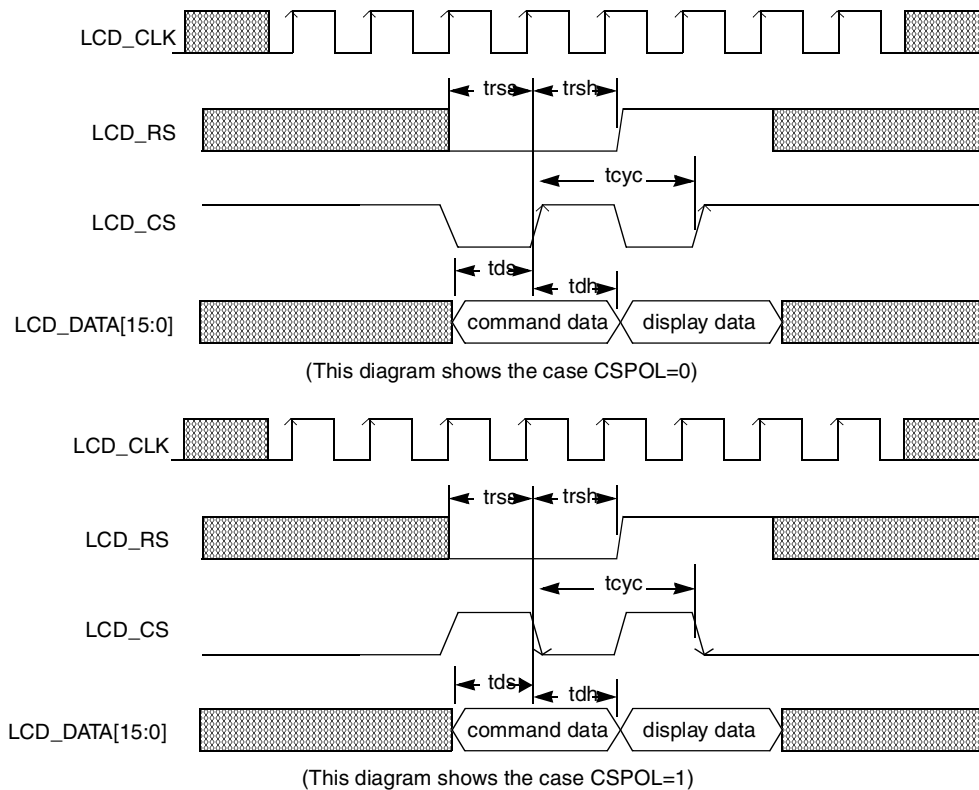 LCD_CLK
trss trsh
LCD_RS
tcyc
LCD_CS
tds
tdh
LCD_DATA[15:0] command data display data
(This diagram shows the case CSPOL=0)
LCD_CLK
trss trsh
LCD_RS
tcyc
LCD_CS
tds
tdh
LCD_DATA[15:0] command data display data
(This diagram shows the case CSPOL=1)